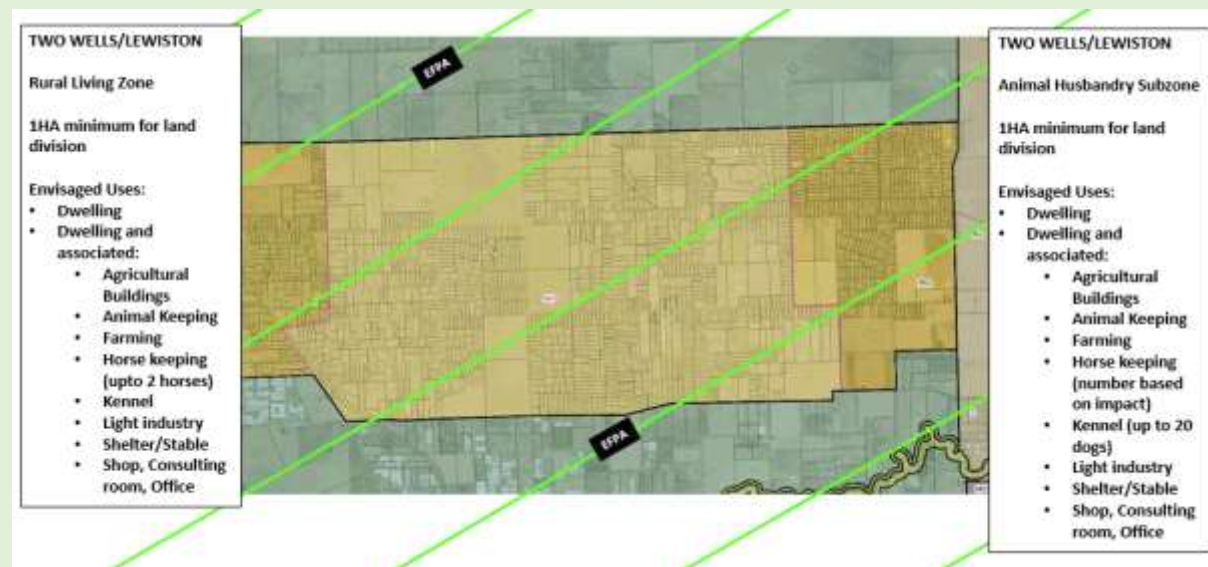 TWO WELLS/LEWISTON
Rural Living Zone
1HA minimum for land
division
Envisaged Uses:
• Dwelling
• Dwelling and
associated:
• Agricultural
Buildings
• Animal Keeping
• Farming
• Horse keeping
(upto 2 horses)
• Kennel
• Light industry
• Shelter/Stable
• Shop, Consulting
room, Office
EFPA
EFPA
TWO WELLS/LEWISTON
Animal Husbandry Subzone
1HA minimum for land
division
Envisaged Uses:
• Dwelling
• Dwelling and
associated:
• Agricultural
Buildings
• Animal Keeping
• Farming
• Horse keeping
(number based
on impact)
• Kennel (up to 20
dogs)
• Light industry
• Shelter/Stable
• Shop, Consulting
room, Office